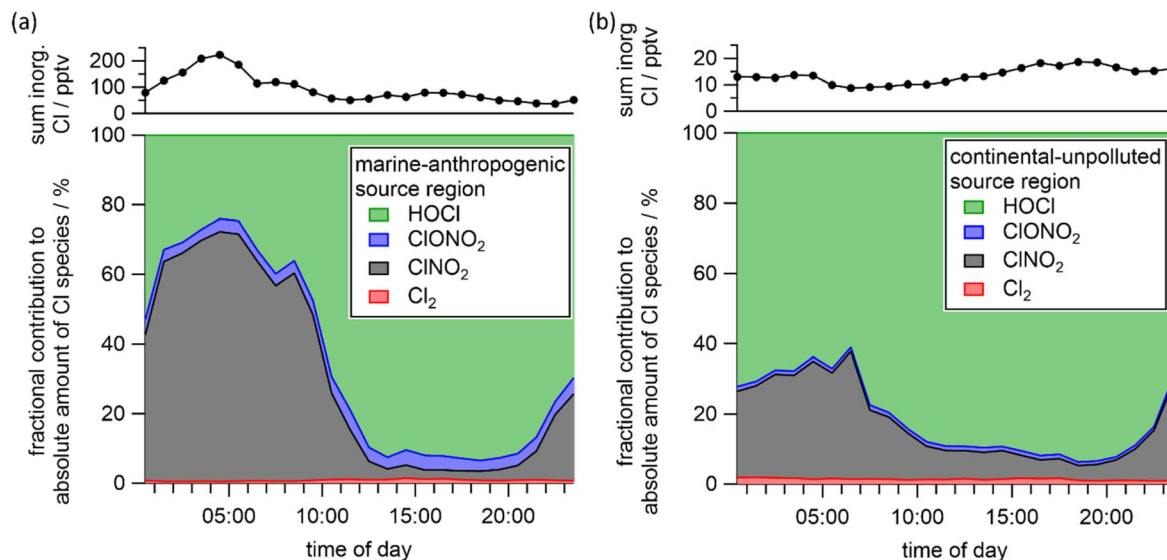 (a)
sum inorg.
Cl / pptv
200
100
0
fractional contribution to
absolute amount of Cl species / %
100
80
60
40
20
0
marine-anthropogenic
source region
HOCl
ClONO₂
ClNO₂
Cl₂
05:00 10:00 15:00 20:00
time of day
(b)
sum inorg
Cl / pptv
20
10
0
fractional contribution to
absolute amount of Cl species / %
100
80
60
40
20
0
continental-unpolluted
source region
HOCl
ClONO₂
ClNO₂
Cl₂
05:00 10:00 15:00 20:00
time of day